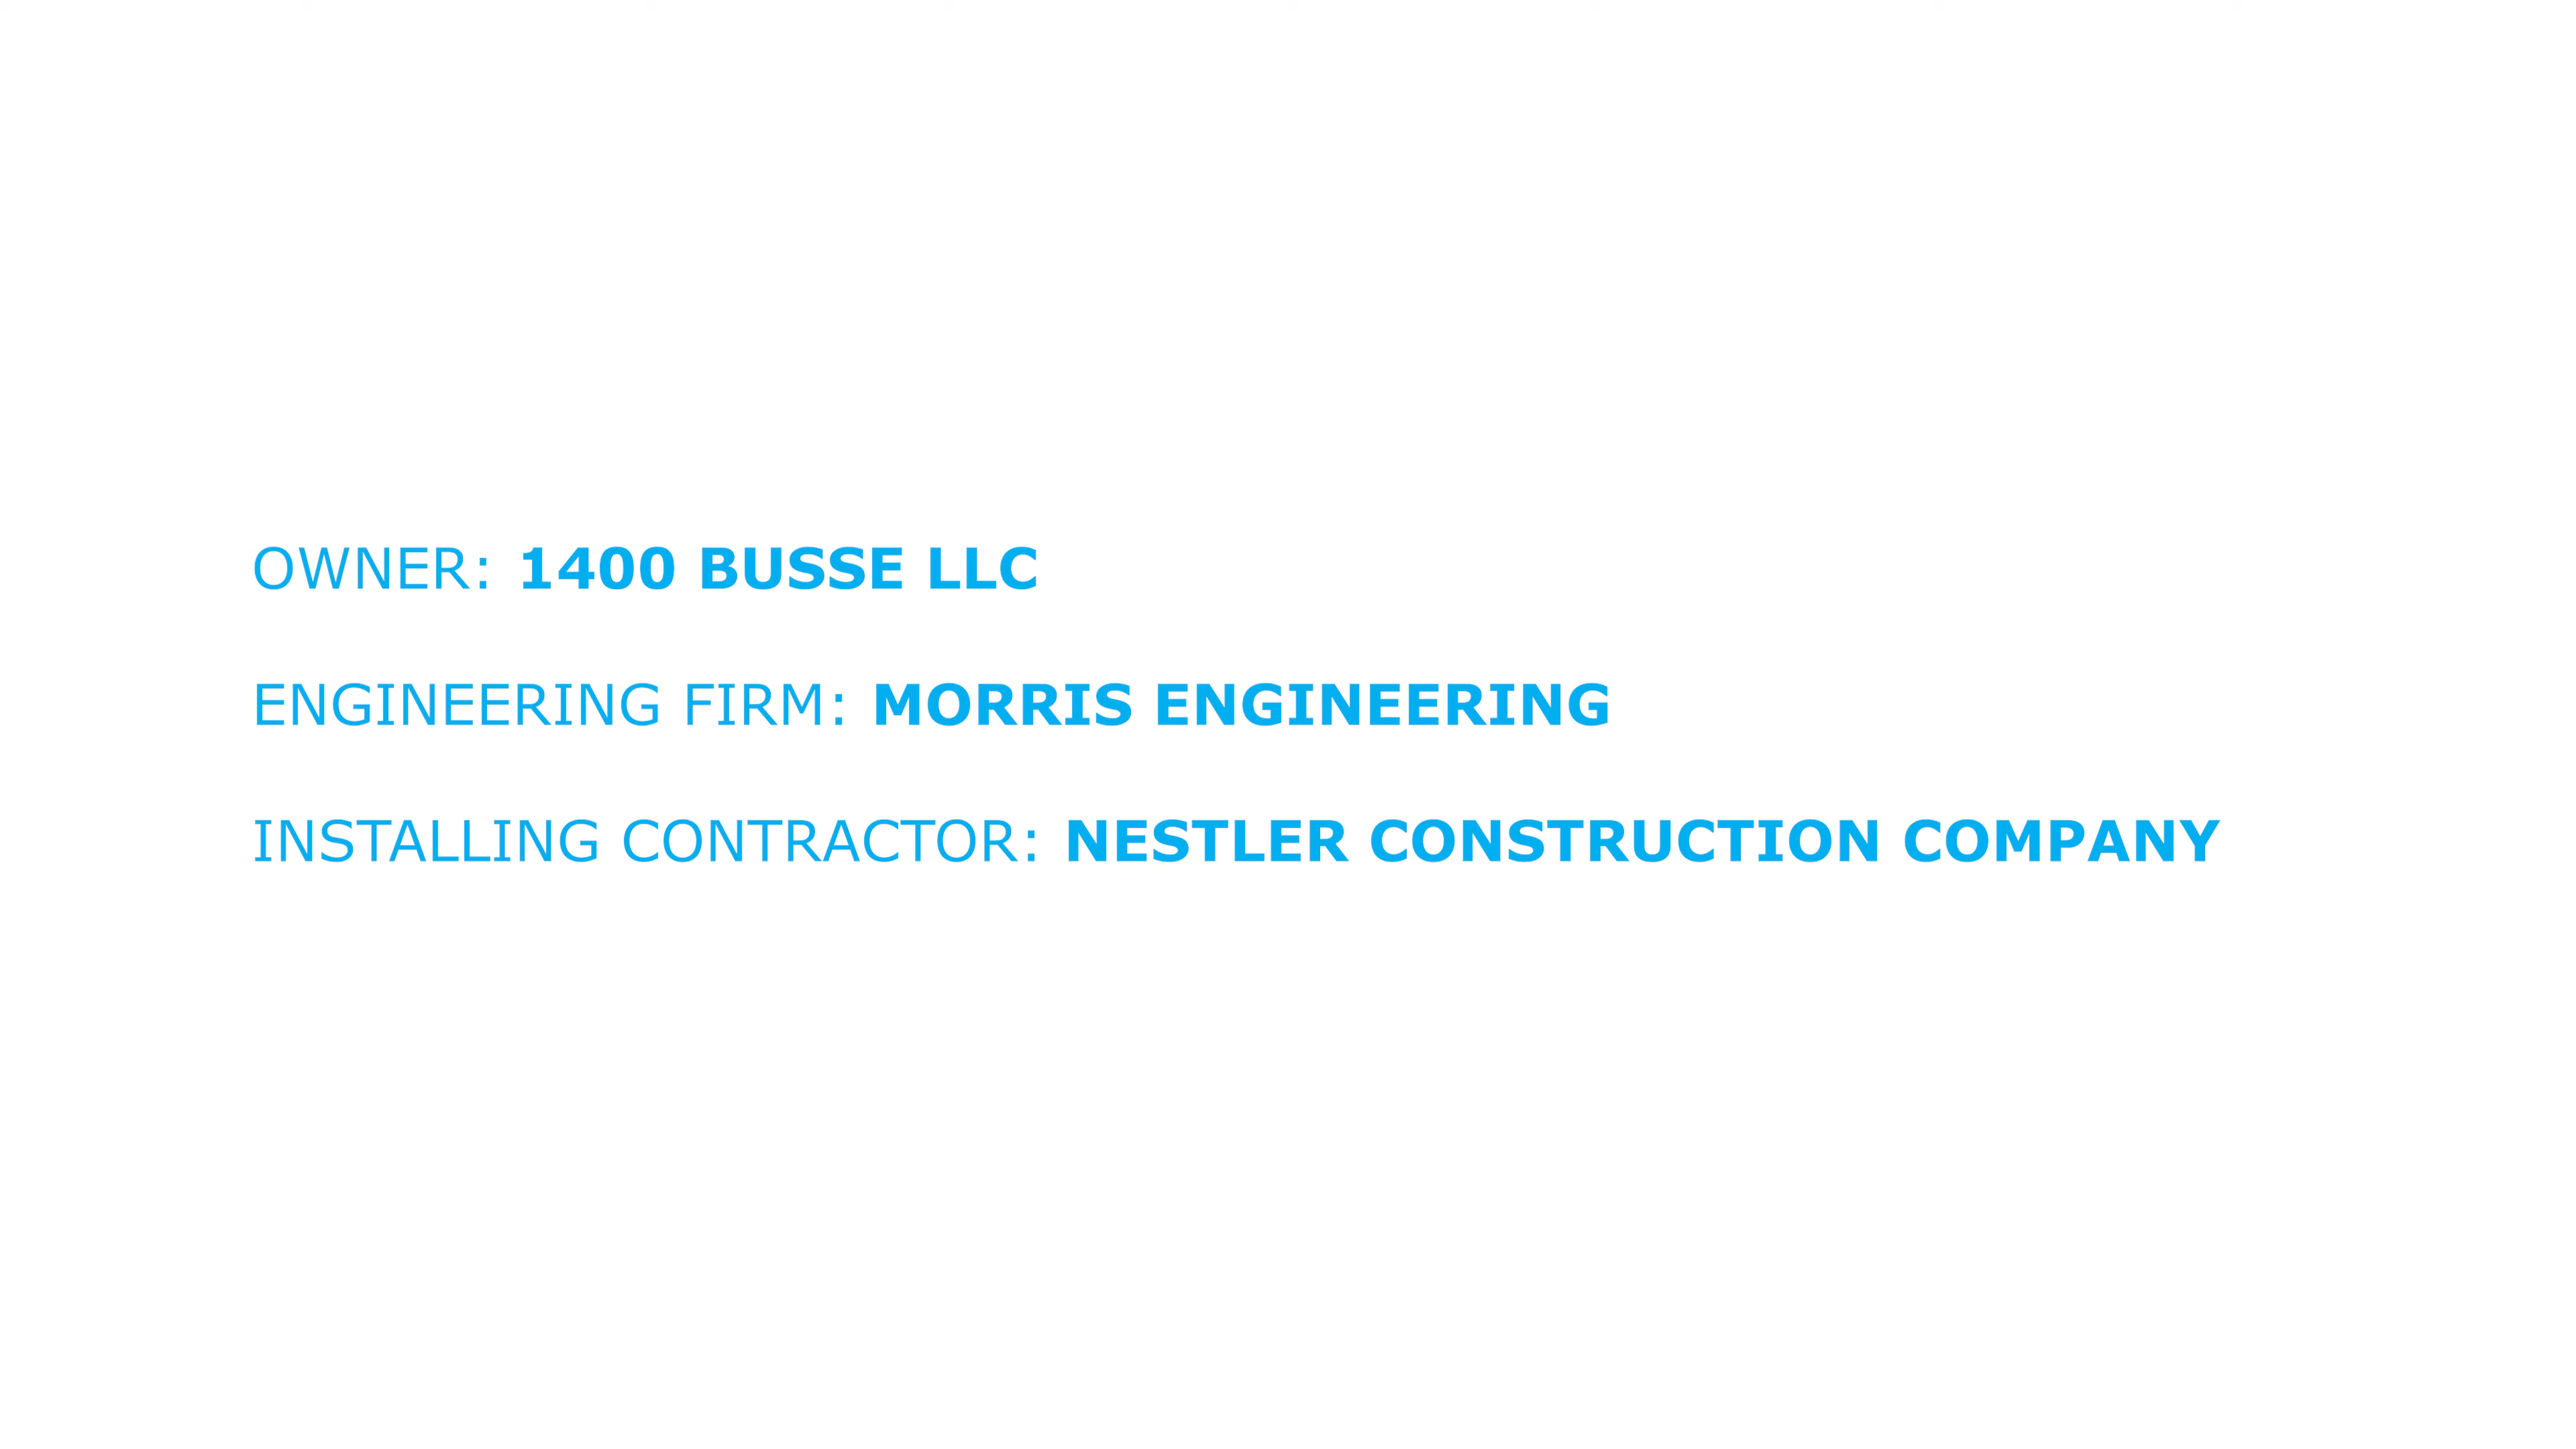 OWNER: 1400 BUSSE LLC
ENGINEERING FIRM: MORRIS ENGINEERING
INSTALLING CONTRACTOR: NESTLER CONSTRUCTION COMPANY